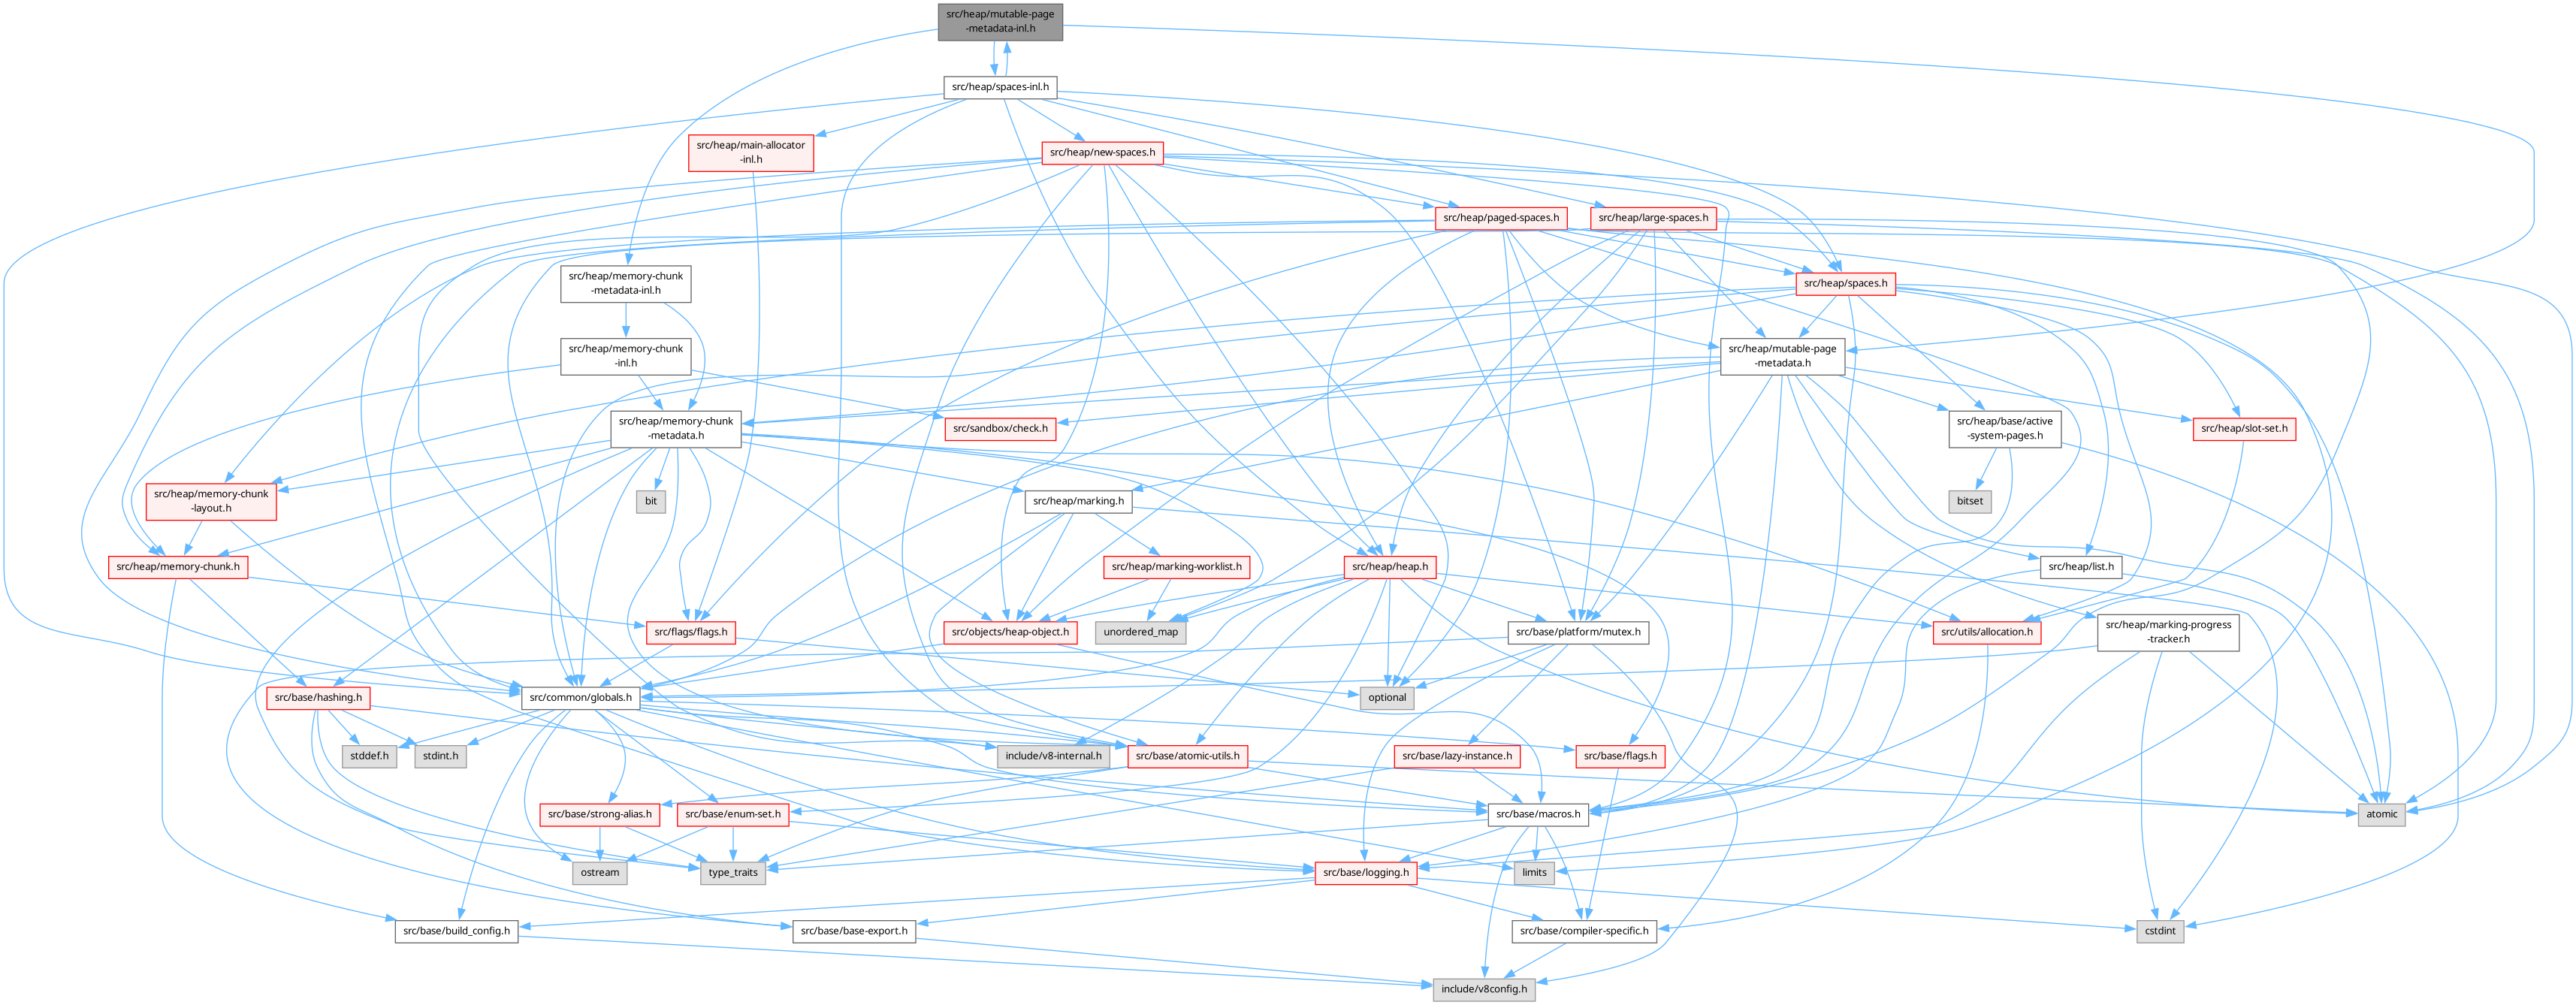 src/heap/mutable-page
-metadata-inl.h
src/heap/spaces-inl.h
src/heap/main-allocator
-inl.h
src/heap/new-spaces.h
src/heap/paged-spaces.h
src/heap/large-spaces.h
src/heap/memory-chunk
-metadata-inl.h
src/heap/spaces.h
src/heap/memory-chunk
-inl.h
src/heap/mutable-page
-metadata.h
src/heap/memory-chunk
-metadata.h
src/sandbox/check.h
src/heap/base/active
-system-pages.h
src/heap/slot-set.h
src/heap/memory-chunk
-layout.h
bit
src/heap/marking.h
bitset
src/heap/memory-chunk.h
src/heap/marking-worklist.h
src/heap/heap.h
src/heap/list.h
src/flags/flags.h
src/objects/heap-object.h
unordered_map
src/base/platform/mutex.h
src/utils/allocation.h
src/heap/marking-progress
-tracker.h
src/base/hashing.h
src/common/globals.h
optional
stddef.h
stdint.h
include/v8-internal.h
src/base/atomic-utils.h
src/base/lazy-instance.h
src/base/flags.h
src/base/strong-alias.h
src/base/enum-set.h
src/base/macros.h
atomic
ostream
type_traits
src/base/logging.h
limits
src/base/build_config.h
src/base/base-export.h
src/base/compiler-specific.h
cstdint
include/v8config.h